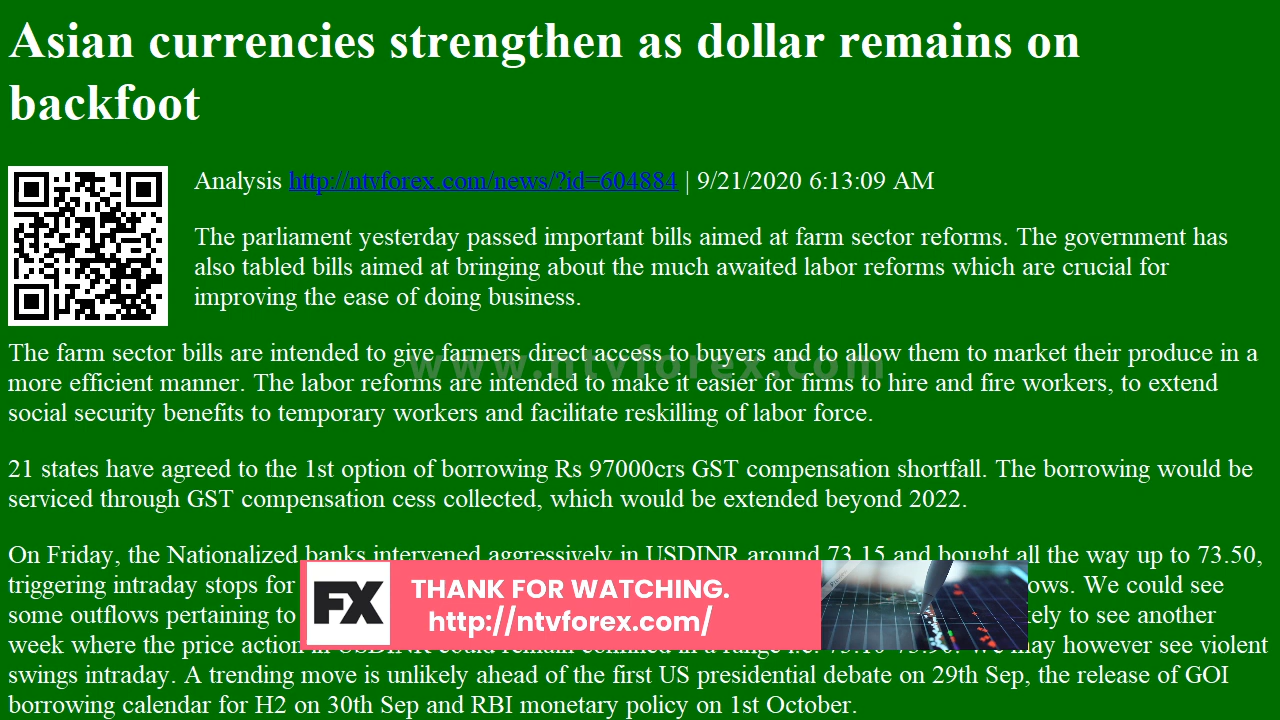 Asian currencies strengthen as dollar remains on
backfoot
Analysis http://ntvforex.com/news/?id=604884 | 9/21/2020 6:13:09 AM
The parliament yesterday passed important bills aimed at farm sector reforms. The government has
also tabled bills aimed at bringing about the much awaited labor reforms which are crucial for
improving the ease of doing business.
www.ntvforex.com
The farm sector bills are intended to give farmers direct access to buyers and to allow them to market their produce in a
more efficient manner. The labor reforms are intended to make it easier for firms to hire and fire workers, to extend
social security benefits to temporary workers and facilitate reskilling of labor force.
21 states have agreed to the 1st option of borrowing Rs 97000crs GST compensation shortfall. The borrowing would be
serviced through GST compensation cess collected, which would be extended beyond 2022.
On Friday, the Nationalized banks intervened aggressively in USDINR around 73.15 and bought all the way up to 73.50,
triggering intraday stops for ows. We could see
some outflows pertaining to ely to see another
week where the price action may however see violent
swings intraday. A trending move is unlikely ahead of the first US presidential debate on 29th Sep, the release of GOI
borrowing calendar for H2 on 30th Sep and RBI monetary policy on 1st October.
FX
THANK FOR WATCHING.
http://ntvforex.com/